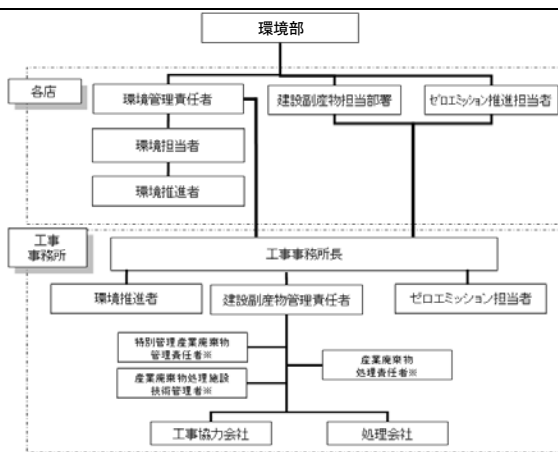 環境部
各店
環境管理責任者
建設副産物担当部署
ゼロエミッション推進担当者
環境担当者
環境推進者
工事
事務所
工事事務所長
環境推進者
建設副産物管理責任者
ゼロエミッション担当者
特別管理産業廃棄物
管理責任者※
産業廃棄物
処理責任者※
産業廃棄物処理施設
技術管理者※
工事協力会社
処理会社